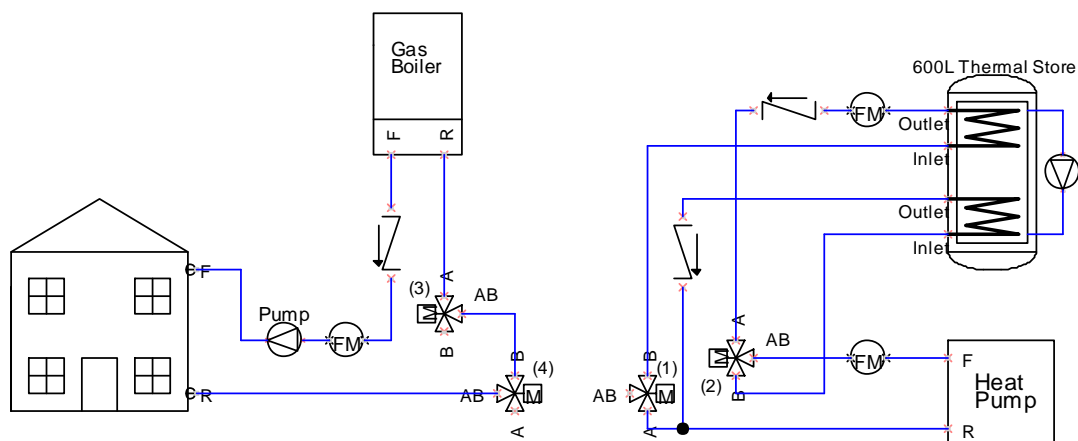 Gas
Boiler
F
R
600L Thermal Store
FM
Outlet
Inlet
Outlet
Inlet
F
Pump
FM
(3)
M
A
AB
B
R
AB
B
(4)
M
A
B
(1)
AB
M
A
A
AB
M
(2)
B
FM
F
Heat
Pump
R